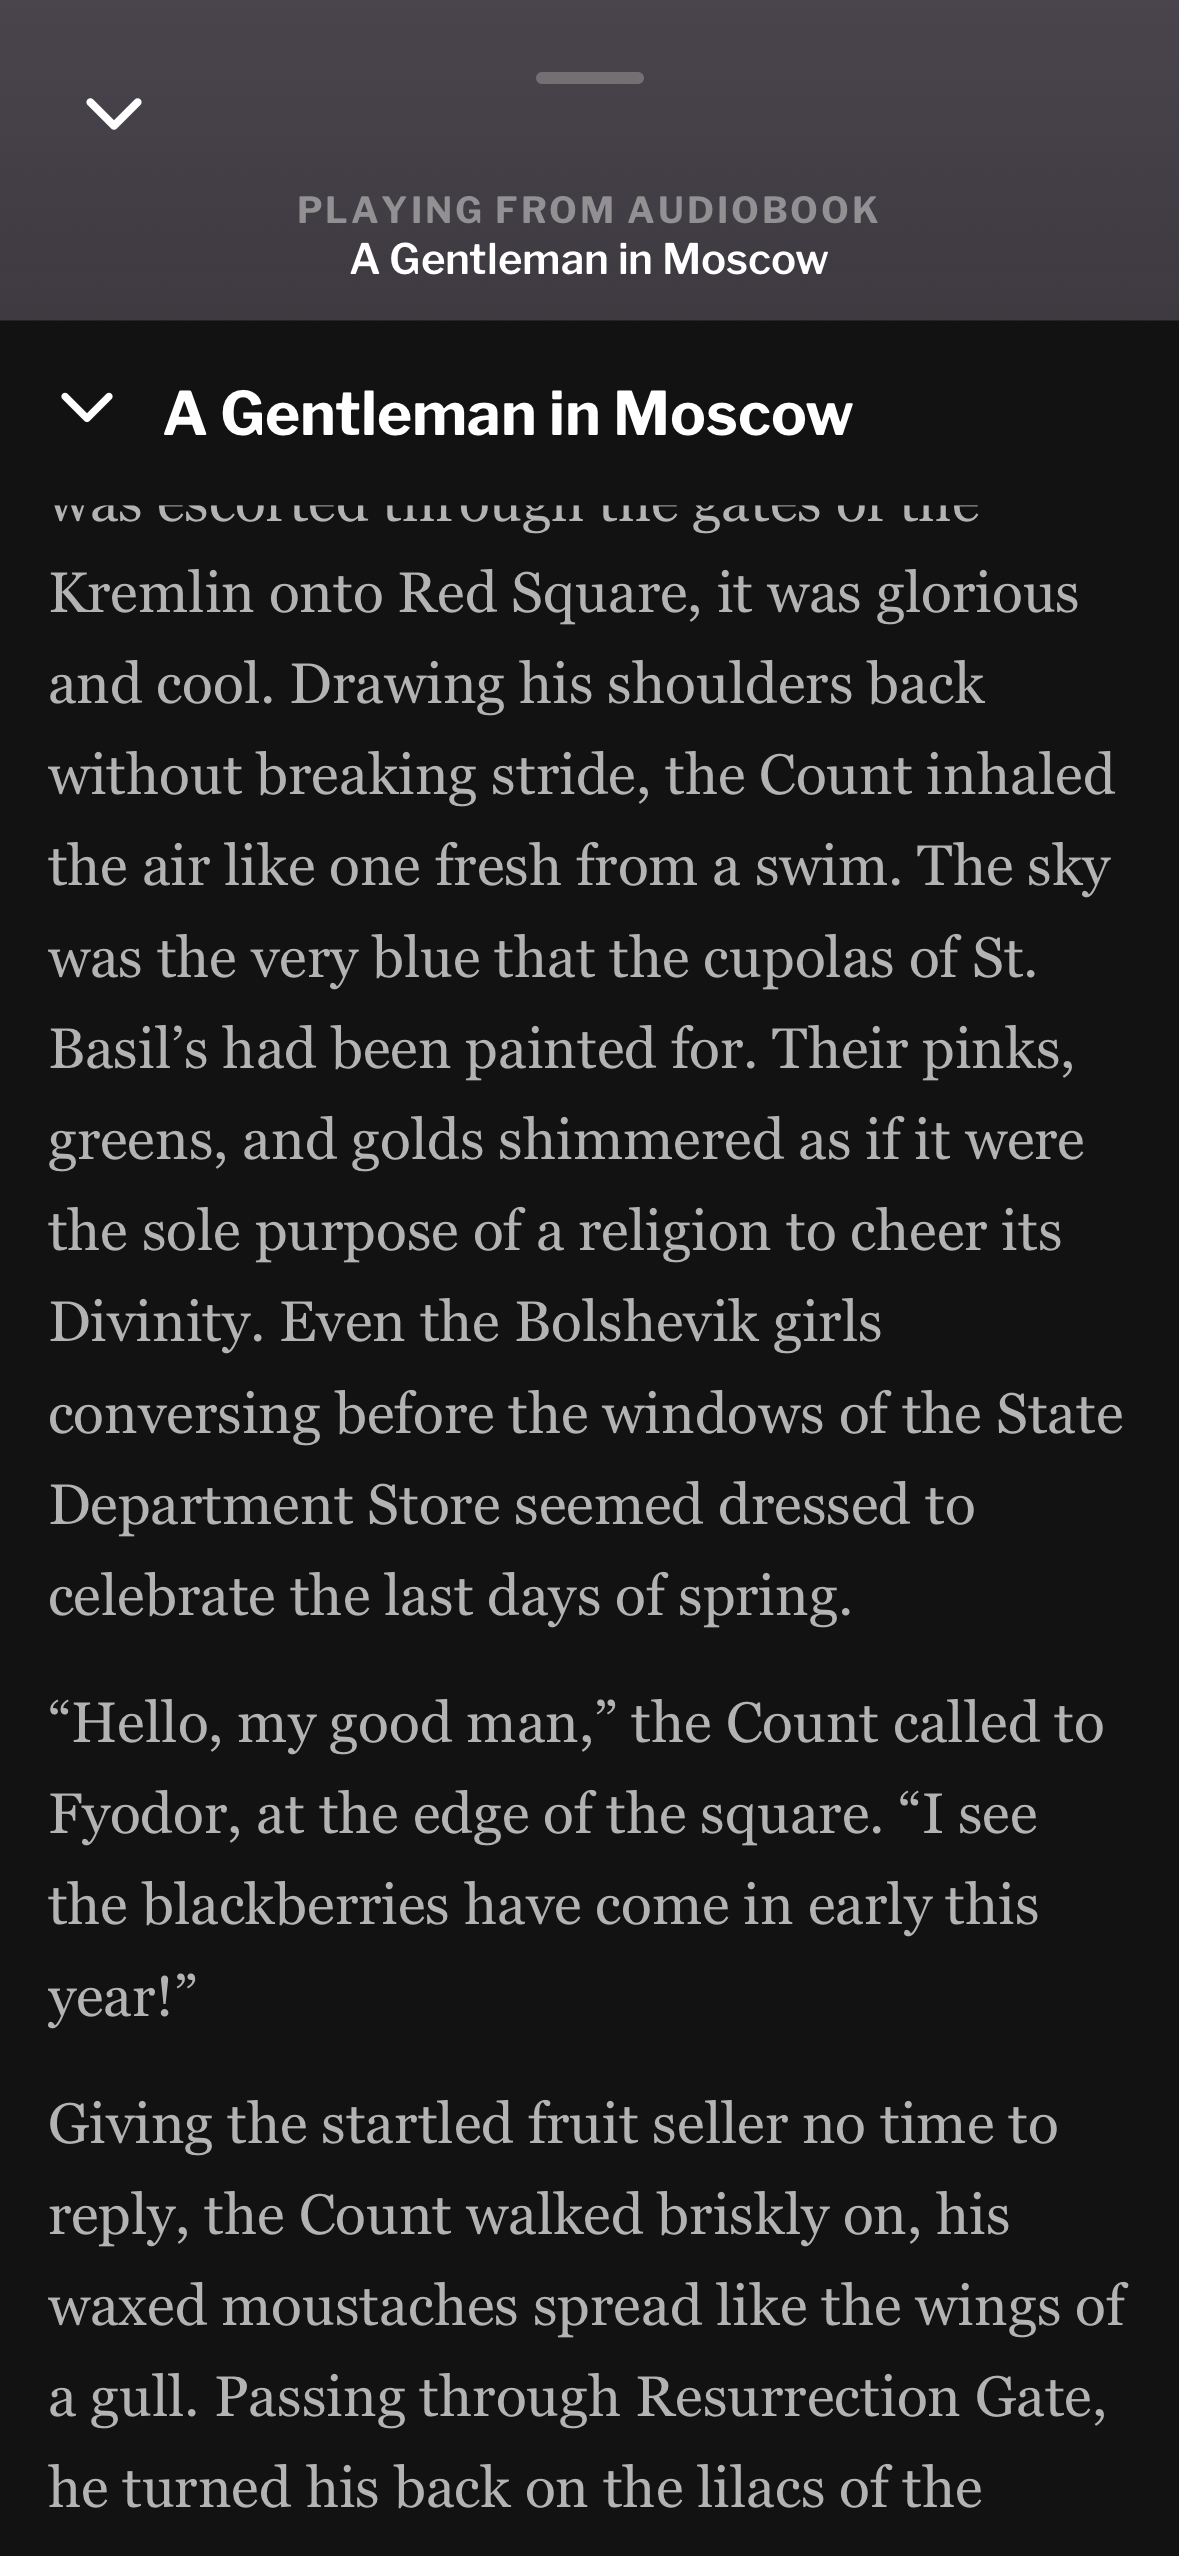 PLAYING FROM AUDIOBOOK
A Gentleman in Moscow
A Gentleman in Moscow
was escorted through the gates of the
Kremlin onto Red Square, it was glorious
and cool. Drawing his shoulders back
without breaking stride, the Count inhaled
the air like one fresh from a swim. The sky
was the very blue that the cupolas of St.
Basil’s had been painted for. Their pinks,
greens, and golds shimmered as if it were
the sole purpose of a religion to cheer its
Divinity. Even the Bolshevik girls
conversing before the windows of the State
Department Store seemed dressed to
celebrate the last days of spring.
“Hello, my good man,” the Count called to
Fyodor, at the edge of the square. “I see
the blackberries have come in early this
year!”
Giving the startled fruit seller no time to
reply, the Count walked briskly on, his
waxed moustaches spread like the wings of
a gull. Passing through Resurrection Gate,
he turned his back on the lilacs of the